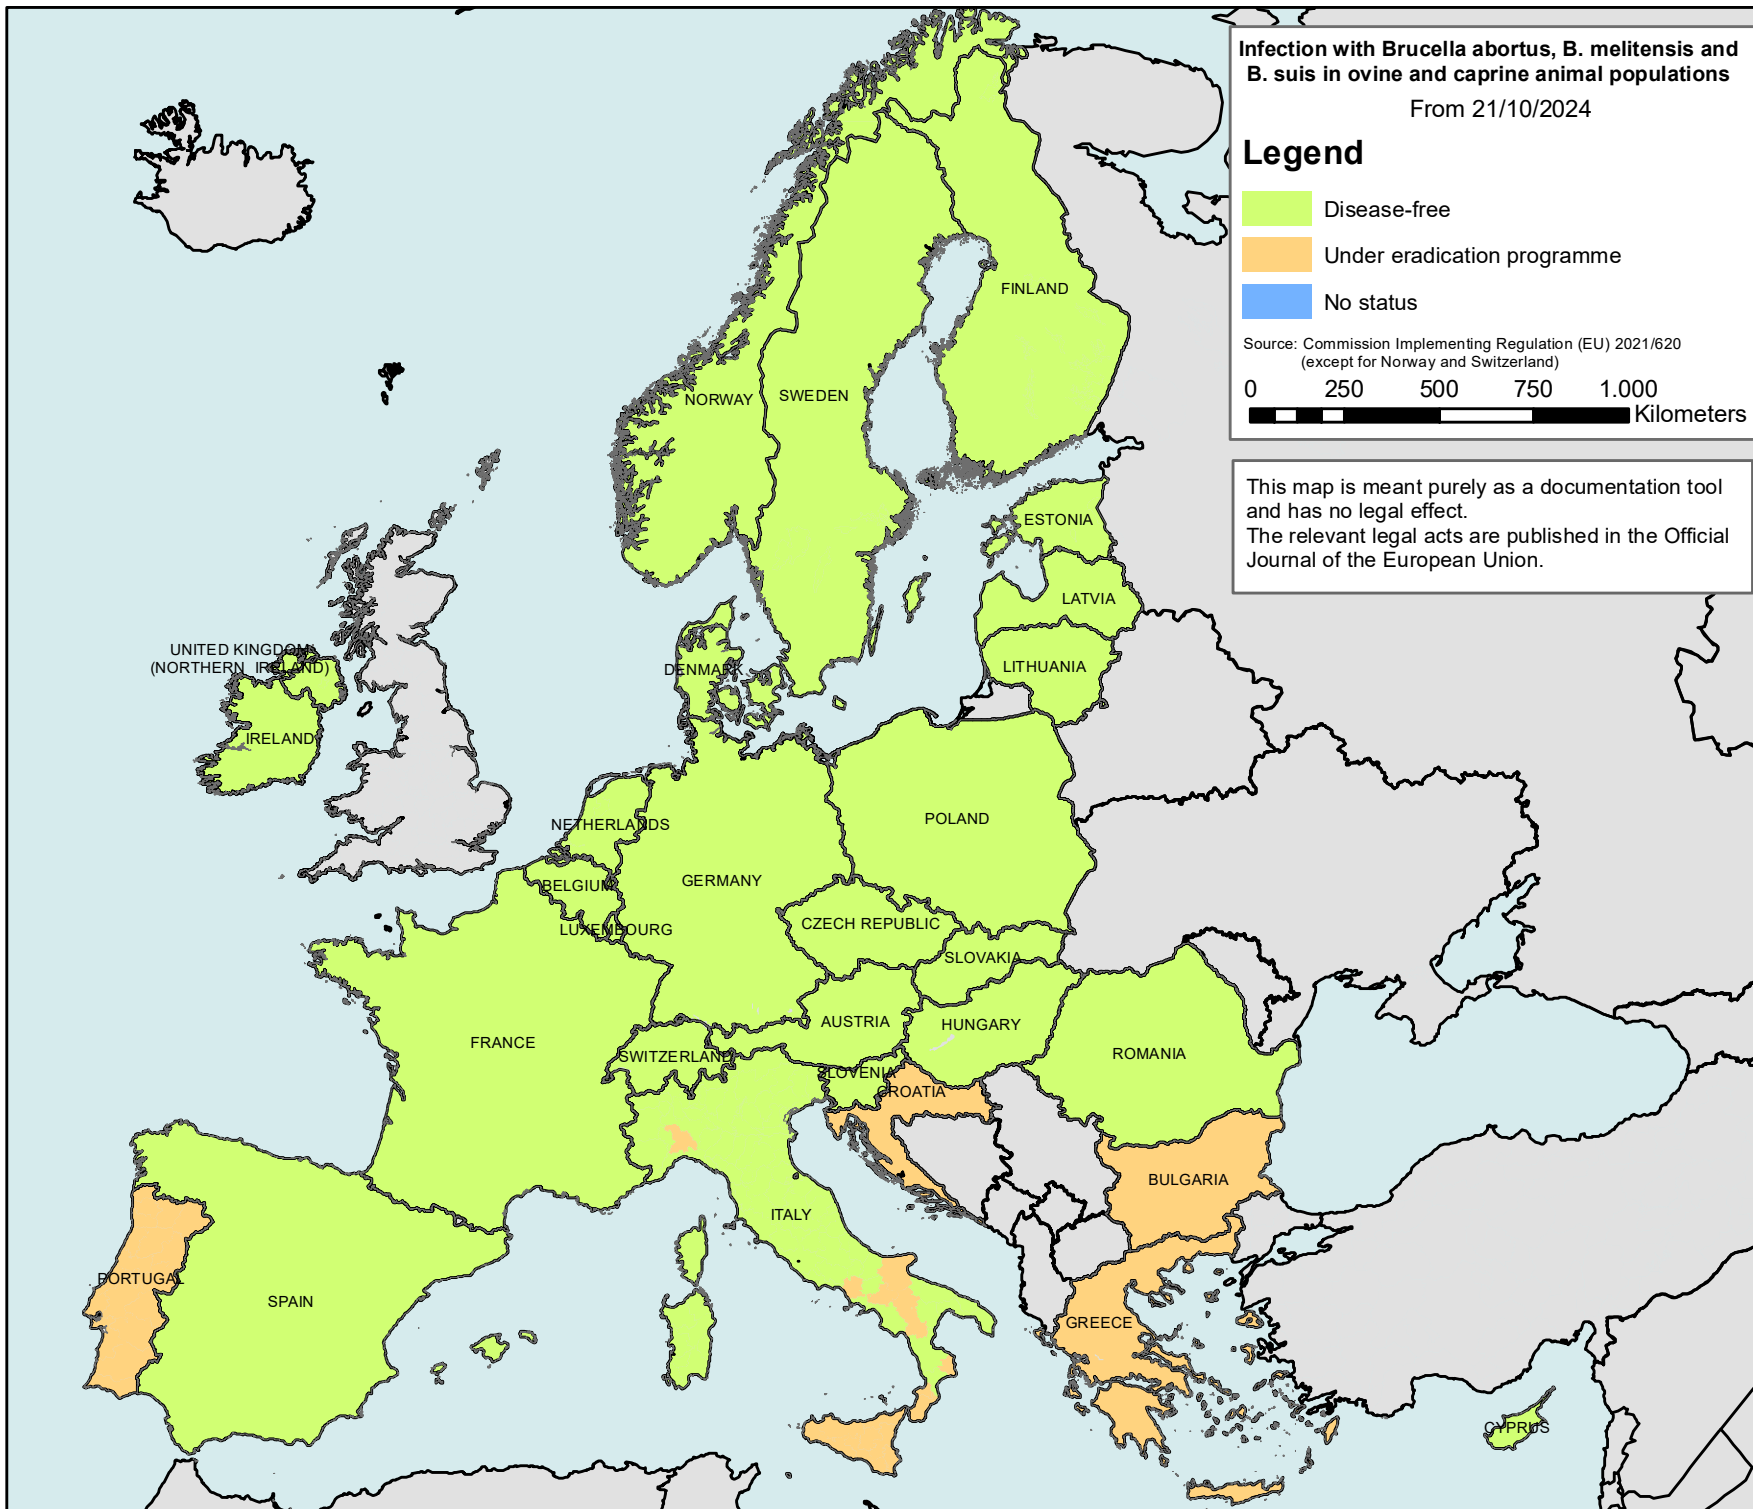 Infection with Brucella abortus, B. melitensis and
B. suis in ovine and caprine animal populations
From 21/10/2024
Legend
Disease-free
Under eradication programme
No status
Source: Commission Implementing Regulation (EU) 2021/620
(except for Norway and Switzerland)
0 250 500 750 1.000
Kilometers
This map is meant purely as a documentation tool
and has no legal effect.
The relevant legal acts are published in the Official
Journal of the European Union.
FINLAND
NORWAY
SWEDEN
ESTONIA
LATVIA
UNITED KINGDOM
(NORTHERN IRELAND)
DENMARK
LITHUANIA
IRELAND
NETHERLANDS
POLAND
BELGIUM
GERMANY
LUXEMBOURG
CZECH REPUBLIC
SLOVAKIA
AUSTRIA
HUNGARY
FRANCE
SWITZERLAND
ROMANIA
SLOVENIA
CROATIA
BULGARIA
ITALY
PORTUGAL
SPAIN
GREECE
CYPRUS